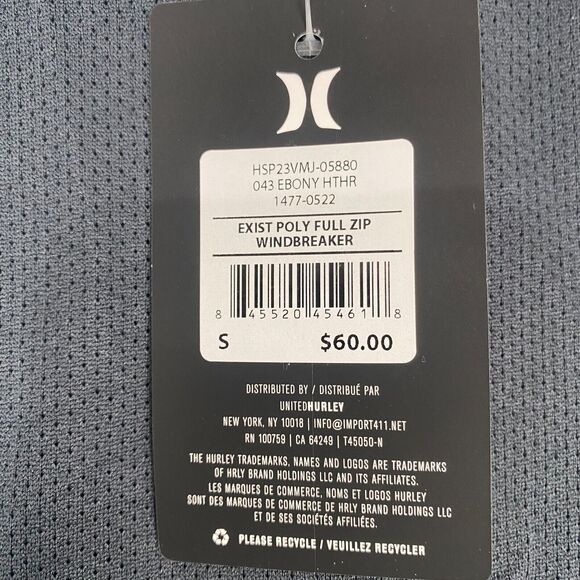 HSP23VMJ-05880
043 EBONY HTHR
1477-0522
EXIST POLY FULL ZIP
WINDBREAKER
8 45520 45461 8
S $60.00
DISTRIBUTED BY / DISTRIBUÉ PAR
UNITEDHURLEY
NEW YORK, NY 10018 | INFO@IMPORT411.NET
RN 100759 | CA 64249 | T45050-N
THE HURLEY TRADEMARKS, NAMES AND LOGOS ARE TRADEMARKS
OF HRLY BRAND HOLDINGS LLC AND ITS AFFILIATES.
LES MARQUES DE COMMERCE, NOMS ET LOGOS HURLEY
SONT DES MARQUES DE COMMERCE DE HRLY BRAND HOLDINGS LLC
ET DE SES SOCIÉTÉS AFFILIÉES.
PLEASE RECYCLE / VEUILLEZ RECYCLER